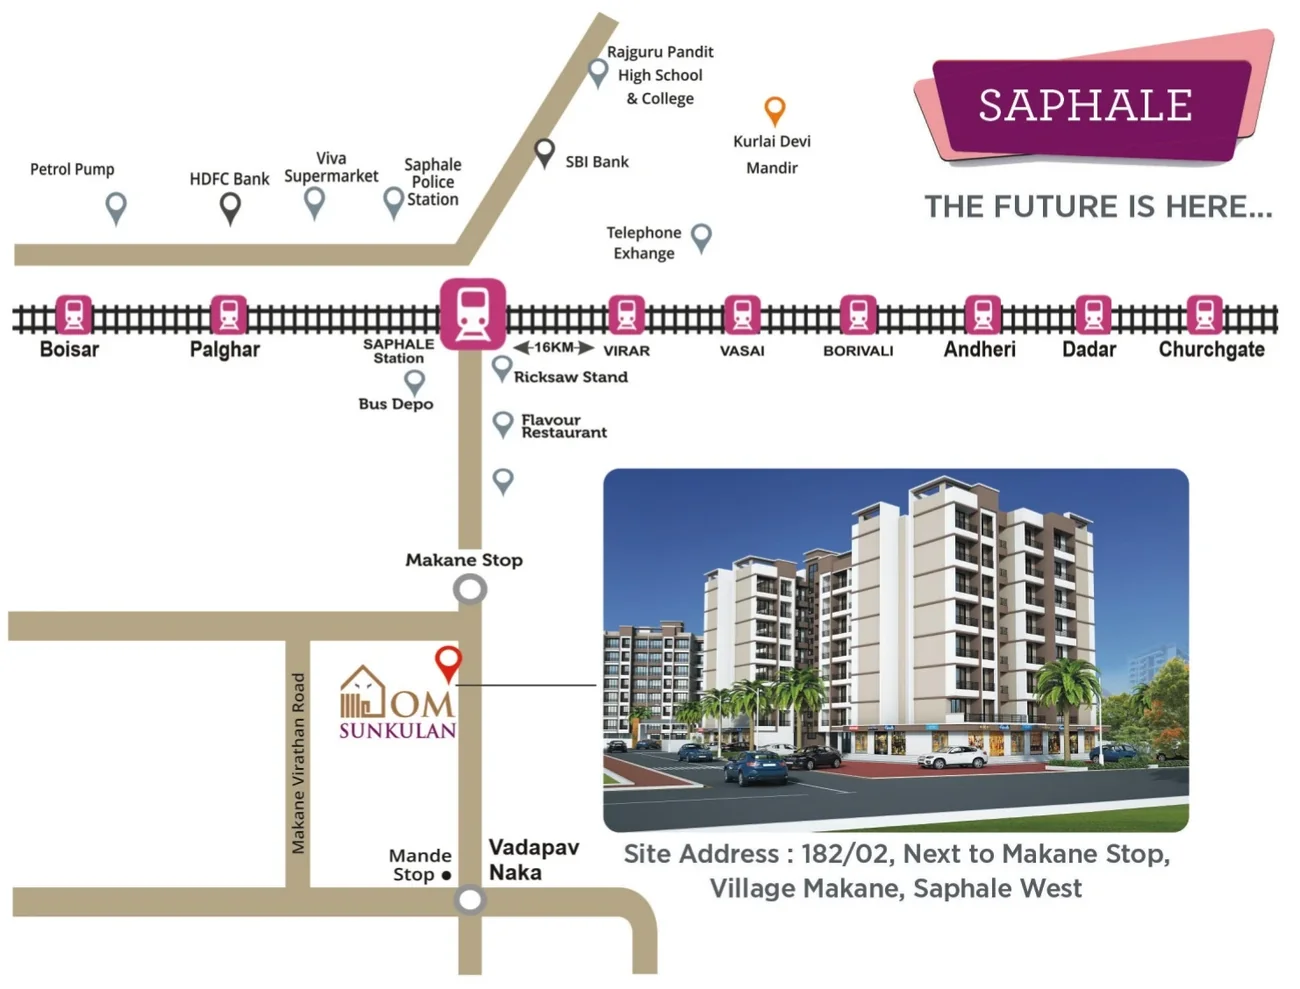 Rajguru Pandit
High School
& College
SAPHALE
THE FUTURE IS HERE...
Kurlai Devi
Mandir
SBI Bank
Petrol Pump
HDFC Bank
Viva
Supermarket
Saphale
Police
Station
Telephone
Exhange
Boisar
Palghar
SAPHALE
Station
16KM
VIRAR
VASAI
BORIVALI
Andheri
Dadar
Churchgate
Bus Depo
Ricksaw Stand
Flavour
Restaurant
Makane Stop
OM
SUNKULAN
Makane Virathan Road
Mande
Stop
Vadapav
Naka
Site Address : 182/02, Next to Makane Stop,
Village Makane, Saphale West